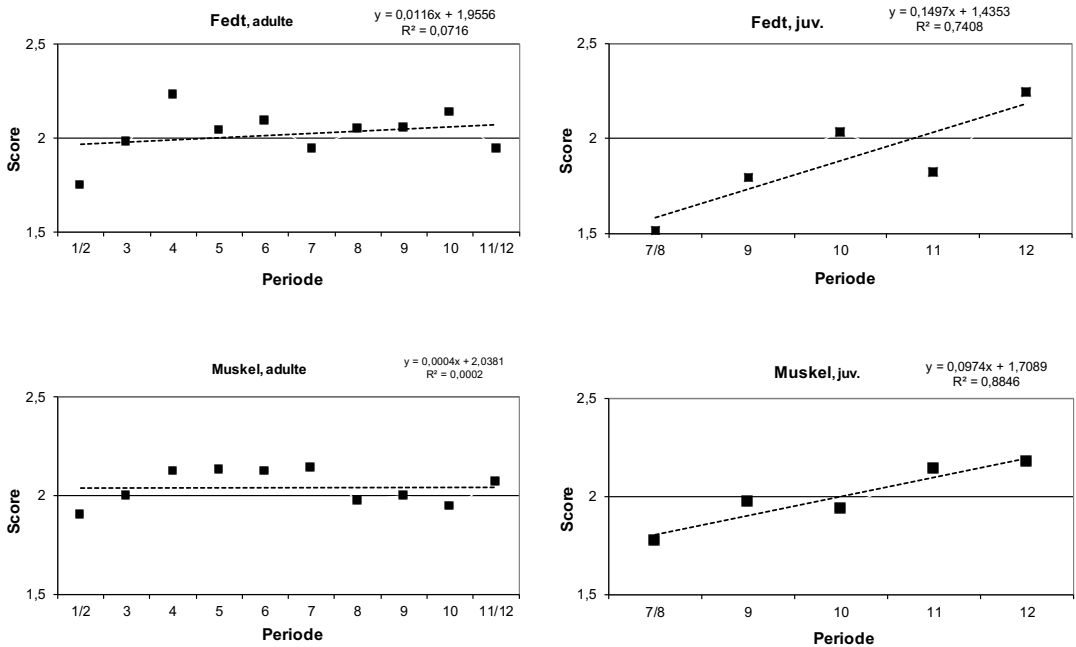 Fedt, adulte
y = 0,0116x + 1,9556
R² = 0,0716
2,5
2
1,5
Score
1/2 3 4 5 6 7 8 9 10 11/12
Periode
Fedt, juv.
y = 0,1497x + 1,4353
R² = 0,7408
2,5
2
1,5
Score
7/8 9 10 11 12
Periode
Muskel, adulte
y = 0,0004x + 2,0381
R² = 0,0002
2,5
2
1,5
Score
1/2 3 4 5 6 7 8 9 10 11/12
Periode
Muskel, juv.
y = 0,0974x + 1,7089
R² = 0,8846
2,5
2
1,5
Score
7/8 9 10 11 12
Periode